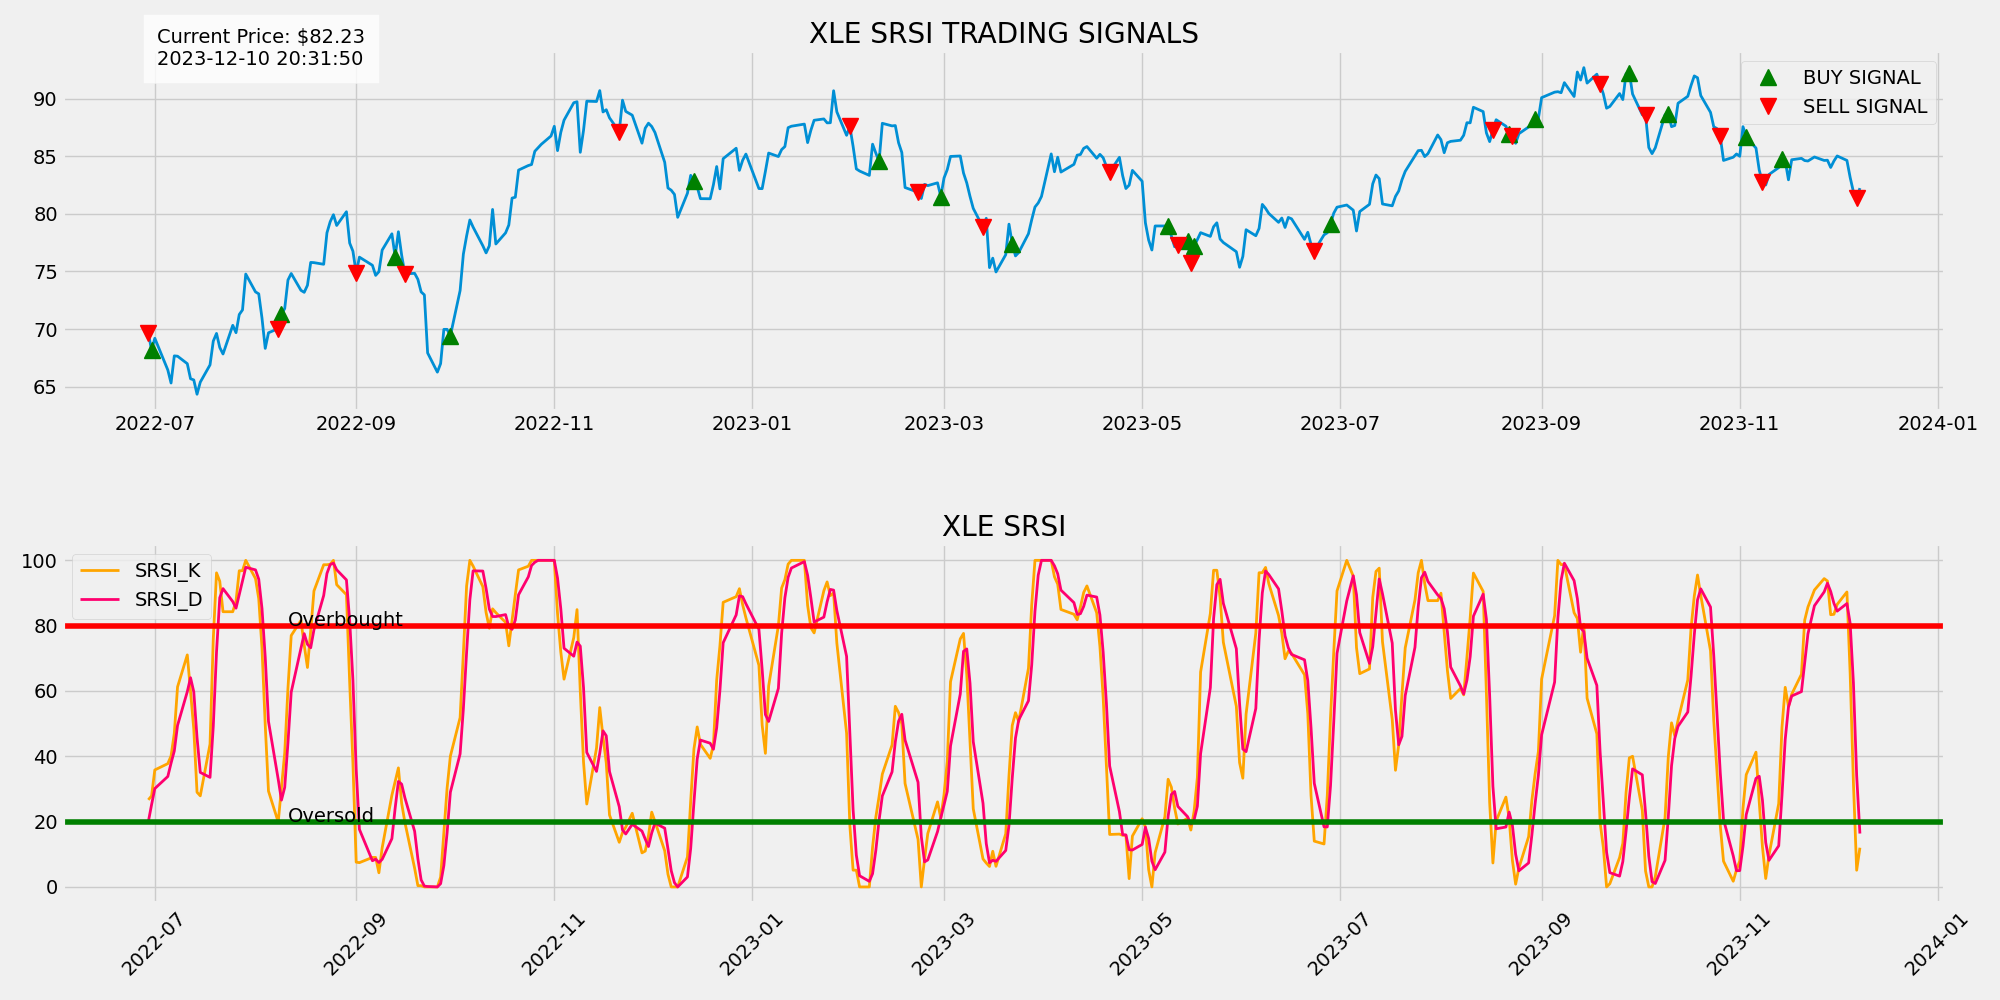 XLE SRSI TRADING SIGNALS
Current Price: $82.23
2023-12-10 20:31:50
BUY SIGNAL
SELL SIGNAL
90
85
80
75
70
65
2022-07 2022-09 2022-11 2023-01 2023-03 2023-05 2023-07 2023-09 2023-11 2024-01
XLE SRSI
SRSI_K
SRSI_D
100
Overbought
80
60
40
Oversold
20
0
2022-07 2022-09 2022-11 2023-01 2023-03 2023-05 2023-07 2023-09 2023-11 2024-01